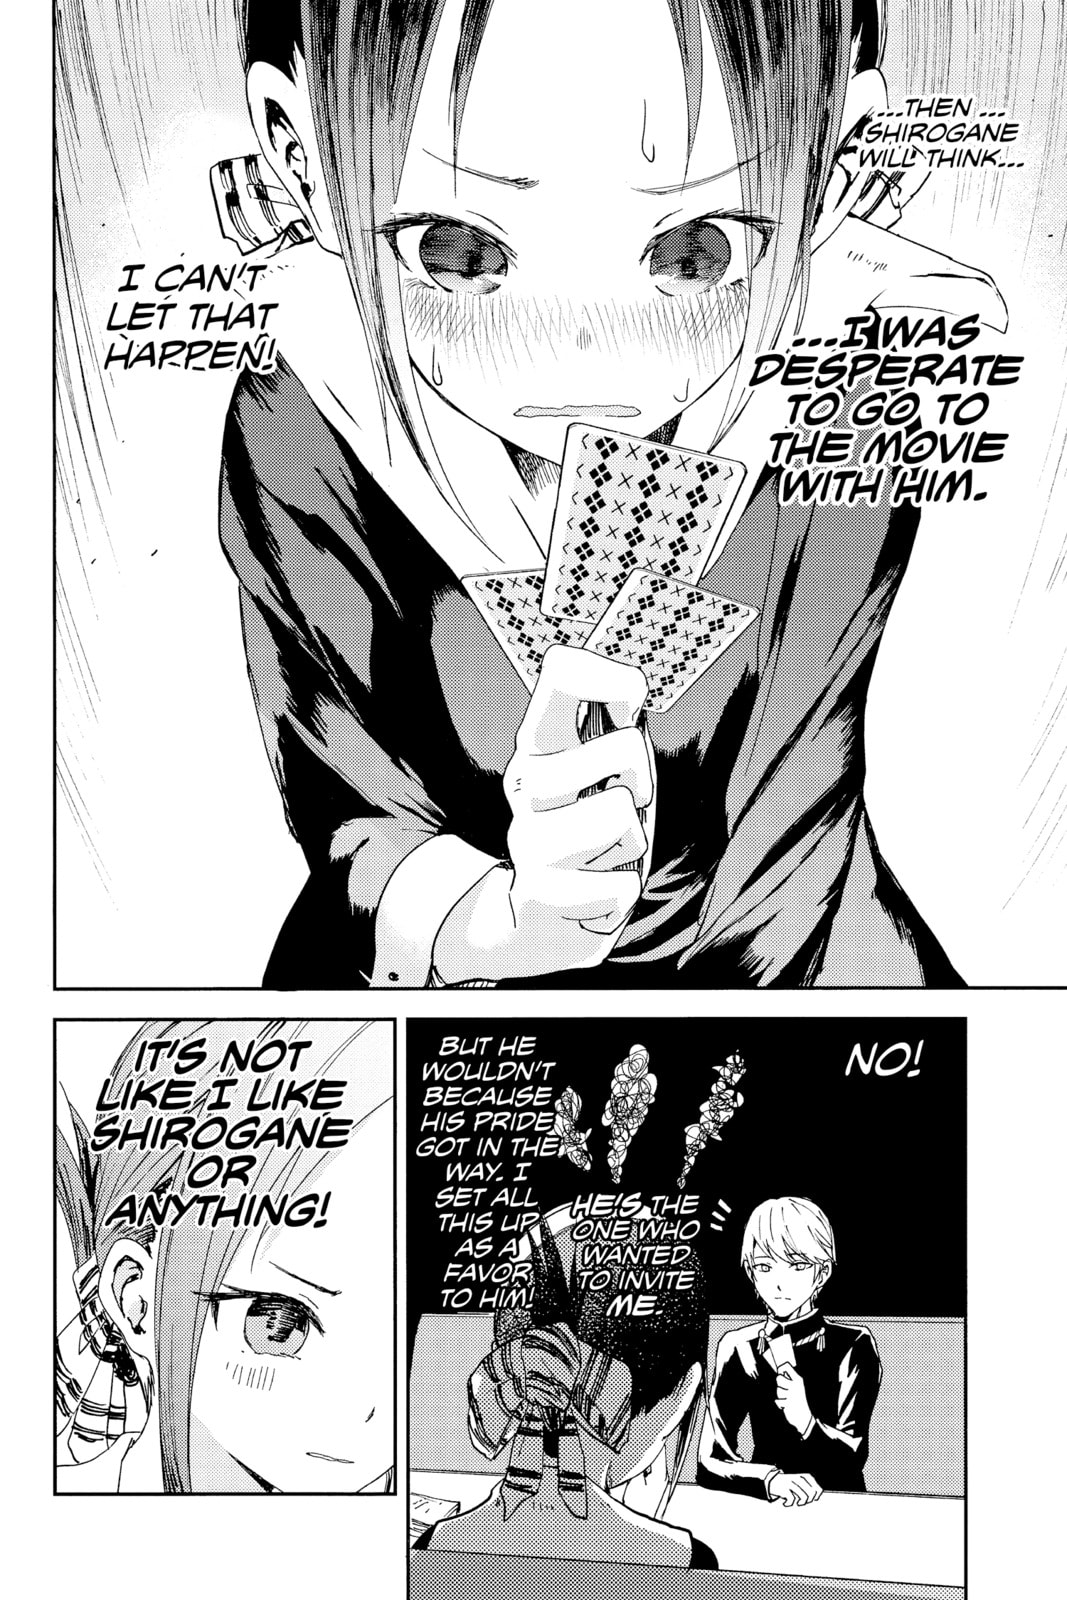 ...THEN...
SHIROGANE
WILL THINK...
...I WAS
DESPERATE
TO GO TO
THE MOVIE
WITH HIM.
I CAN'T
LET THAT
HAPPEN!
NO!
HE'S THE
ONE WHO
WANTED
TO INVITE
ME.
BUT HE
WOULDN'T
BECAUSE
HIS PRIDE
GOT IN THE
WAY. I
SET ALL
THIS UP
AS A
FAVOR
TO HIM!
IT'S NOT
LIKE I LIKE
SHIROGANE
OR
ANYTHING!